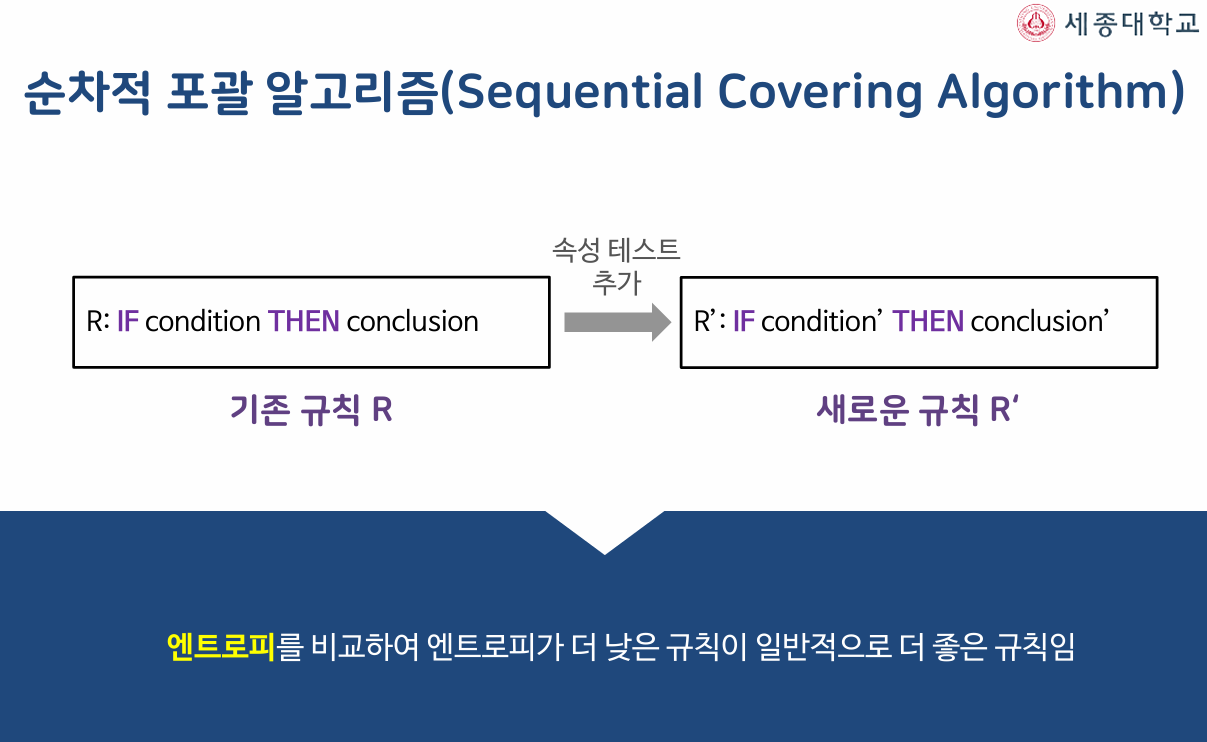 세종대학교
순차적 포괄 알고리즘(Sequential Covering Algorithm)
속성 테스트
추가
R: IF condition THEN conclusion
R’: IF condition’ THEN conclusion’
기존 규칙 R
새로운 규칙 R‘
엔트로피를 비교하여 엔트로피가 더 낮은 규칙이 일반적으로 더 좋은 규칙임